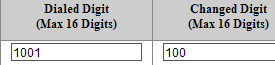 Dialed Digit
(Max 16 Digits)
Changed Digit
(Max 16 Digits)
1001
100